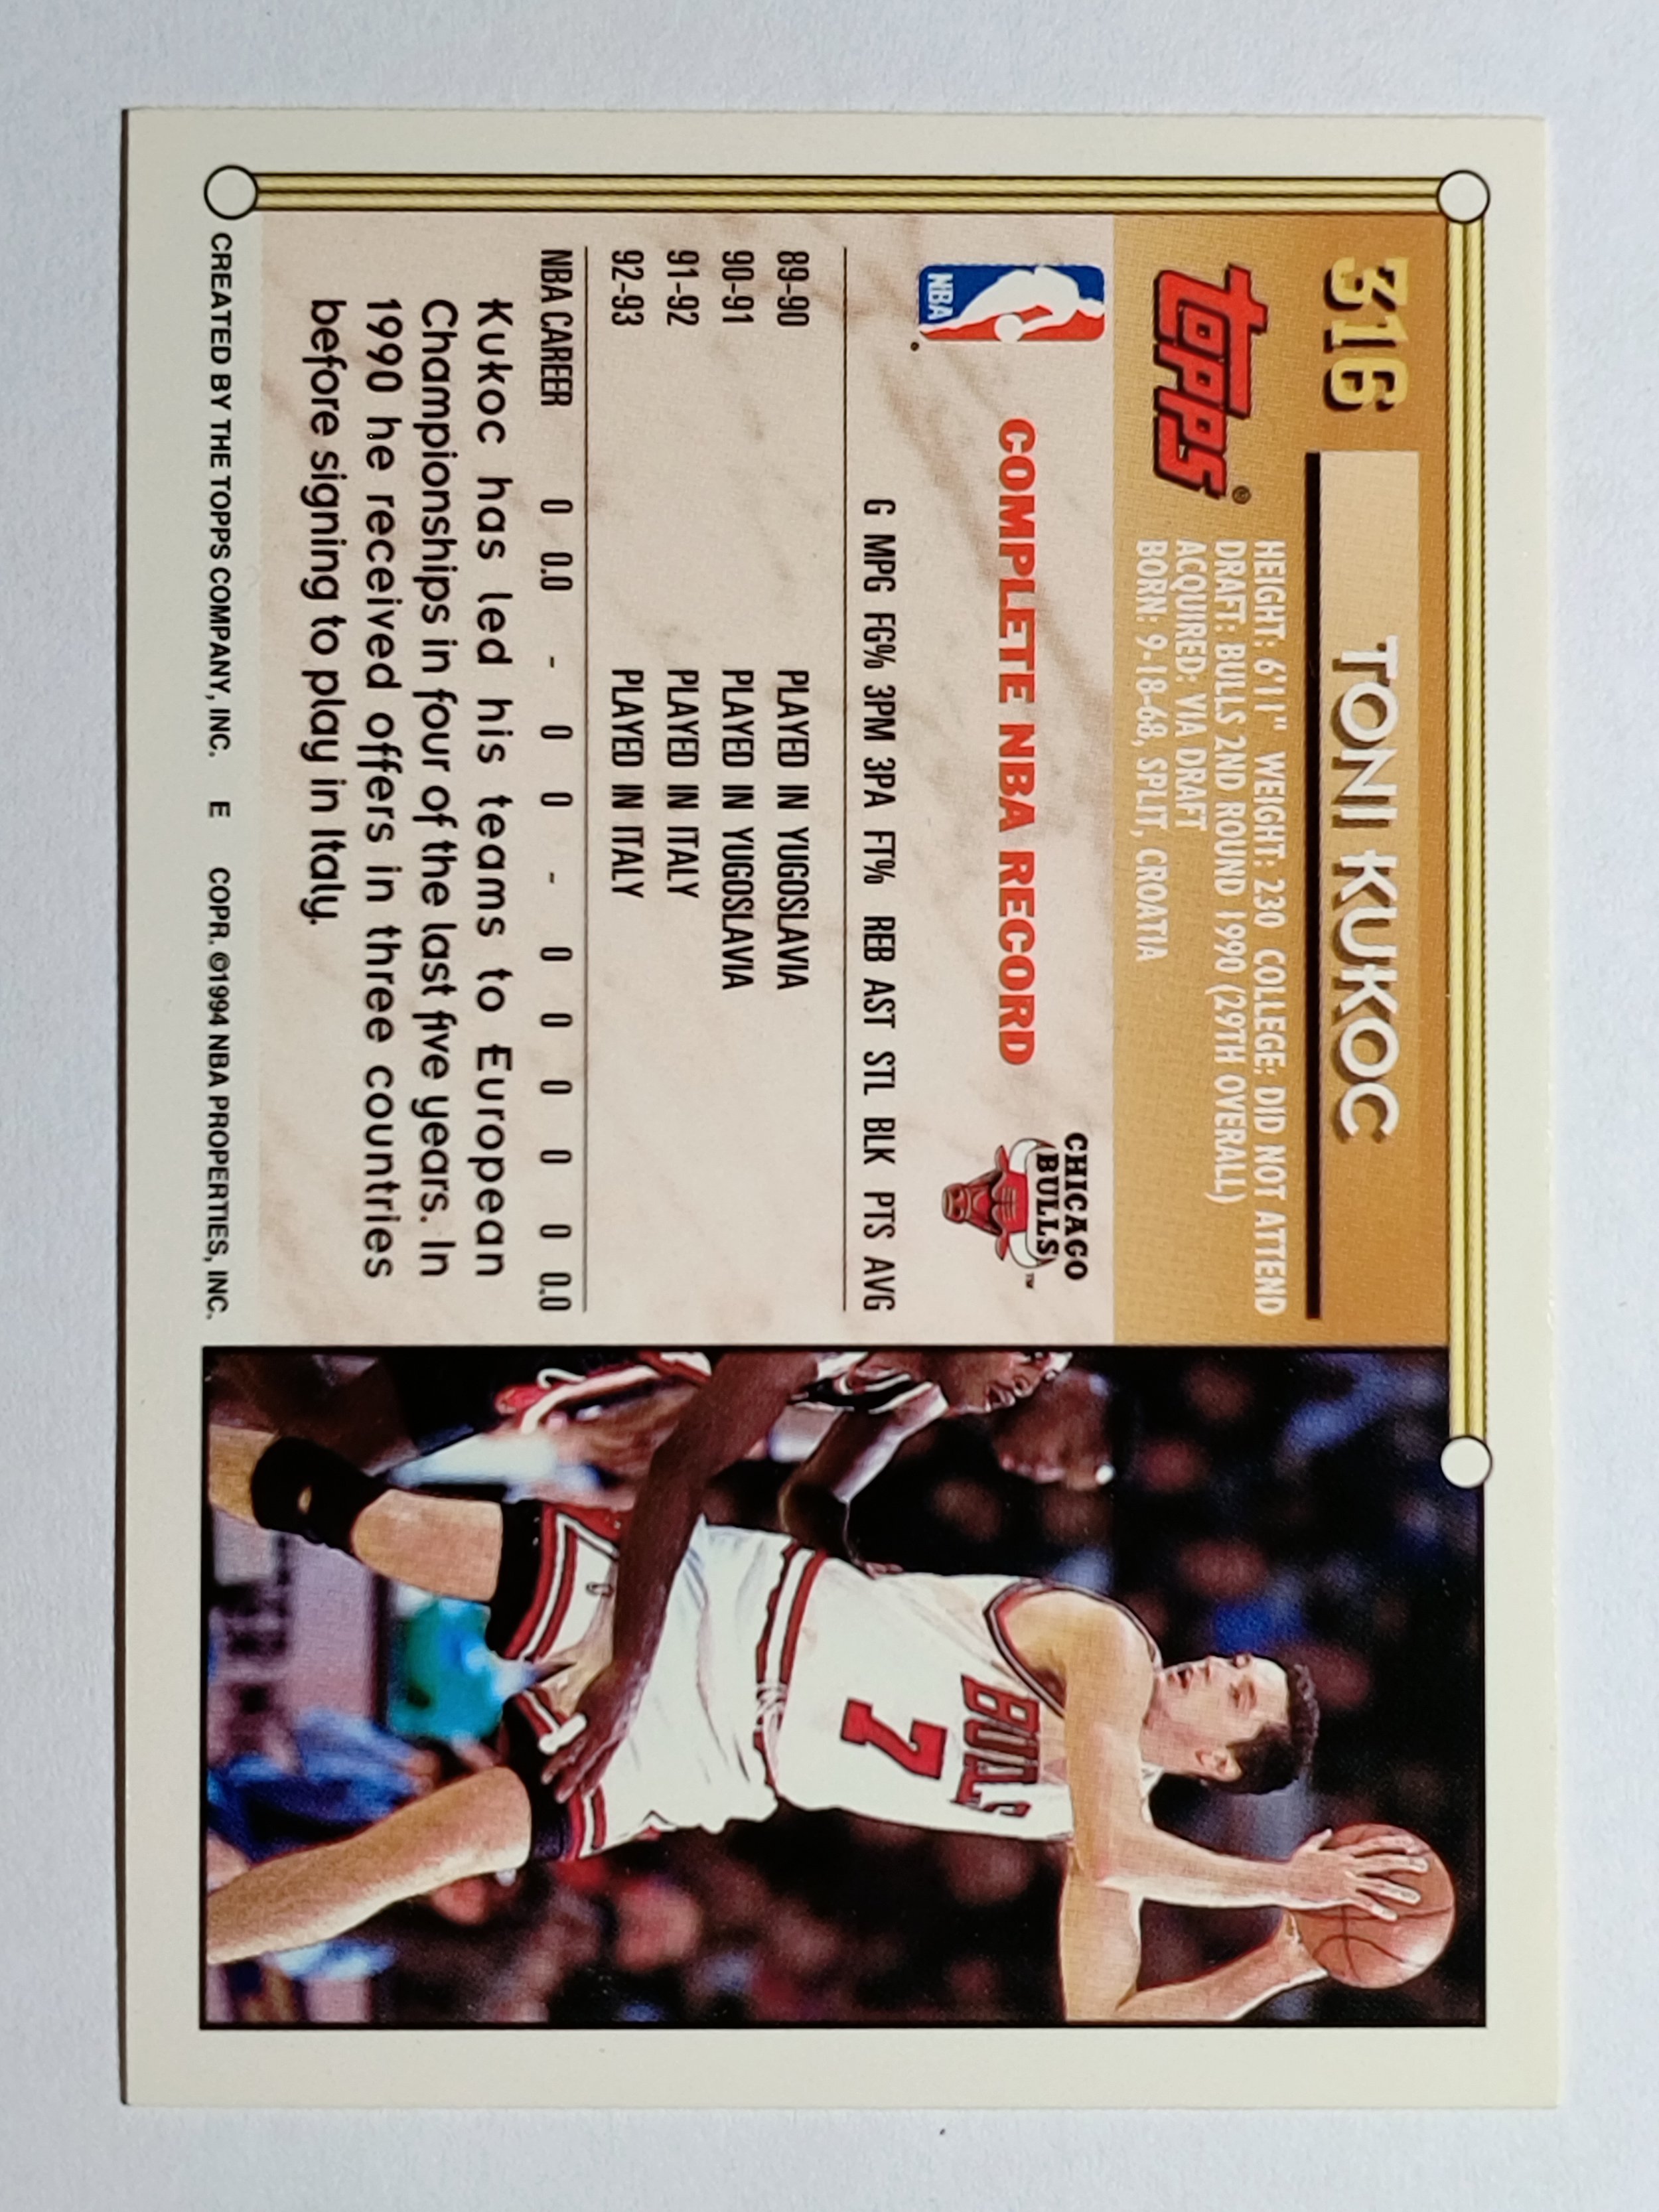 316
TONI KUKOC
TOPPS®
HEIGHT: 6'11" WEIGHT: 230 COLLEGE: DID NOT ATTEND
DRAFT: BULLS 2ND ROUND 1990 (29TH OVERALL)
ACQUIRED: VIA DRAFT
BORN: 9-18-68, SPLIT, CROATIA
NBA
COMPLETE NBA RECORD
CHICAGO
BULLS™
G MPG FG% 3PM 3PA FT% REB AST STL BLK PTS AVG
89-90 PLAYED IN YUGOSLAVIA
90-91 PLAYED IN YUGOSLAVIA
91-92 PLAYED IN ITALY
92-93 PLAYED IN ITALY
NBA CAREER 0 0.0 - 0 0 - 0 0 0 0 0 0.0
Kukoc has led his teams to European
Championships in four of the last five years. In
1990 he received offers in three countries
before signing to play in Italy.
CREATED BY THE TOPPS COMPANY, INC. E COPR. ©1994 NBA PROPERTIES, INC.
BULLS
7